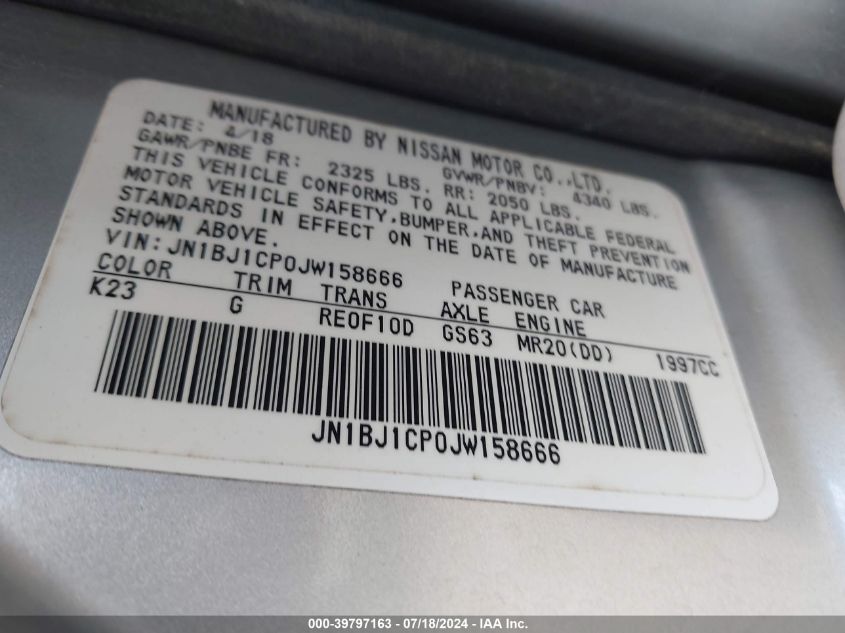 MANUFACTURED BY NISSAN MOTOR CO.,LTD.
DATE: 4/18 GVWR/PNBV: 4340 LBS.
GAWR/PNBE FR: 2325 LBS. RR: 2050 LBS.
THIS VEHICLE CONFORMS TO ALL APPLICABLE FEDERAL
MOTOR VEHICLE SAFETY,BUMPER,AND THEFT PREVENTION
STANDARDS IN EFFECT ON THE DATE OF MANUFACTURE
SHOWN ABOVE.
VIN: JN1BJ1CP0JW158666 PASSENGER CAR
COLOR TRIM TRANS AXLE ENGINE
K23 G RE0F10D GS63 MR20(DD) 1997CC
JN1BJ1CP0JW158666
000-39797163 - 07/18/2024 - IAA Inc.